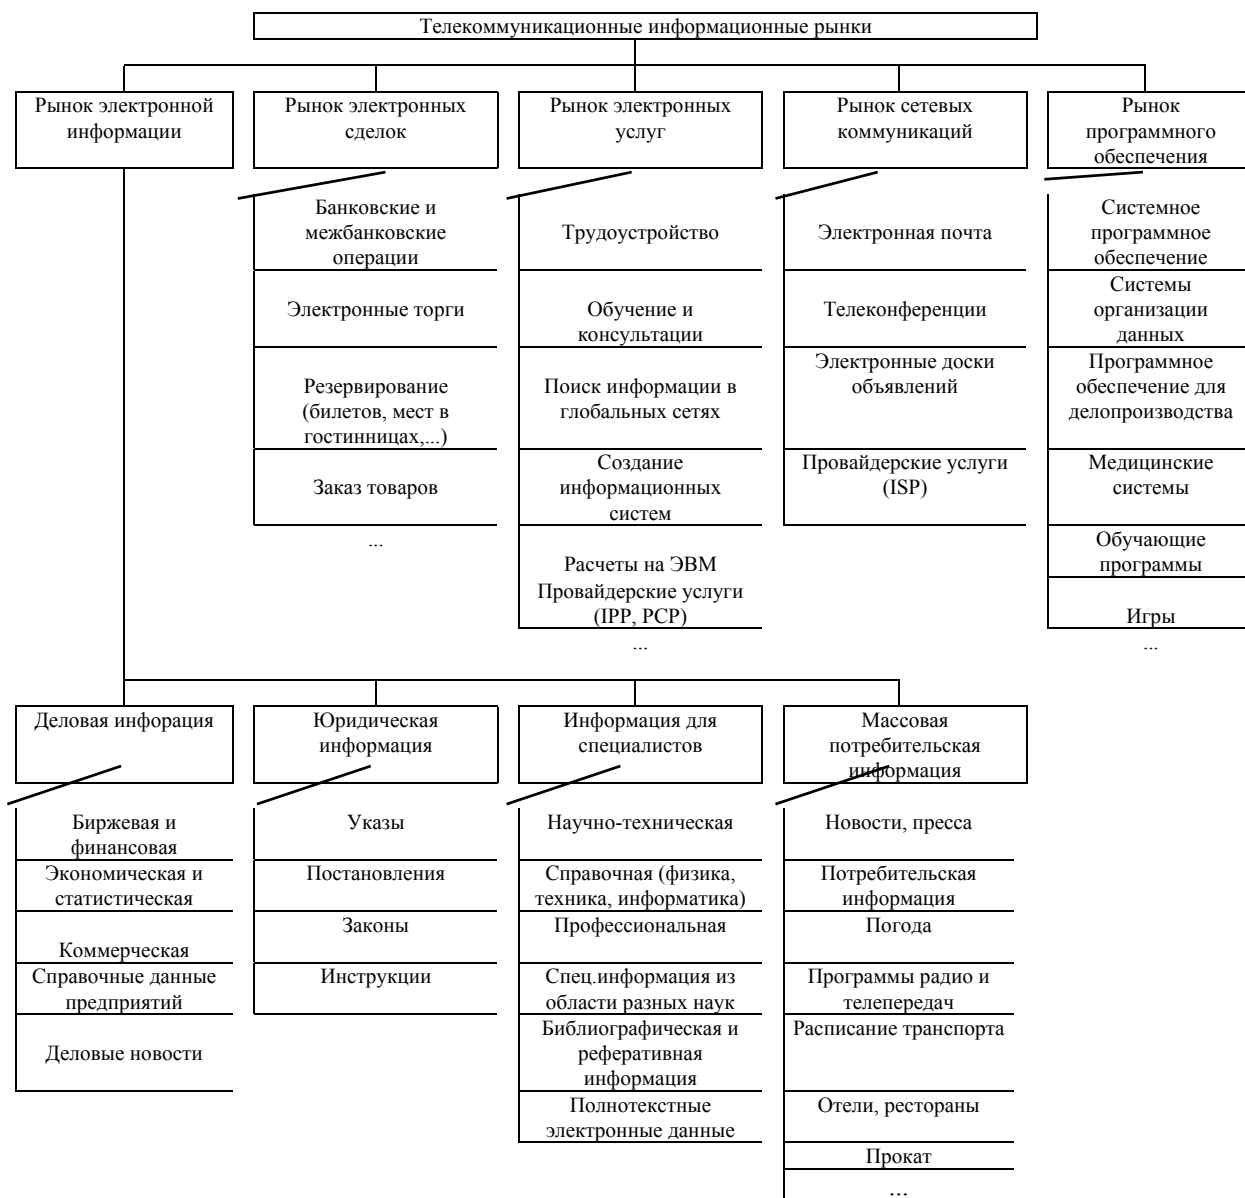 Телекоммуникационные информационные рынки
Рынок электронной
информации
Рынок электронных
сделок
Рынок электронных
услуг
Рынок сетевых
коммуникаций
Рынок
программного
обеспечения
Банковские и
межбанковские
операции
Электронные торги
Резервирование
(билетов, мест в
гостинницах,...)
Заказ товаров
...
Трудоустройство
Обучение и
консультации
Поиск информации в
глобальных сетях
Создание
информационных
систем
Расчеты на ЭВМ
Провайдерские услуги
(IPP, PCP)
...
Электронная почта
Телеконференции
Электронные доски
объявлений
Провайдерские услуги
(ISP)
Системное
программное
обеспечение
Системы
организации
данных
Программное
обеспечение для
делопроизводства
Медицинские
системы
Обучающие
программы
Игры
...
Деловая инфорация
Юридическая
информация
Информация для
специалистов
Массовая
потребительская
информация
Биржевая и
финансовая
Экономическая и
статистическая
Коммерческая
Справочные данные
предприятий
Деловые новости
Указы
Постановления
Законы
Инструкции
Научно-техническая
Справочная (физика,
техника, информатика)
Профессиональная
Спец.информация из
области разных наук
Библиографическая и
реферативная
информация
Полнотекстные
электронные данные
Новости, пресса
Потребительская
информация
Погода
Программы радио и
телепередач
Расписание транспорта
Отели, рестораны
Прокат
...